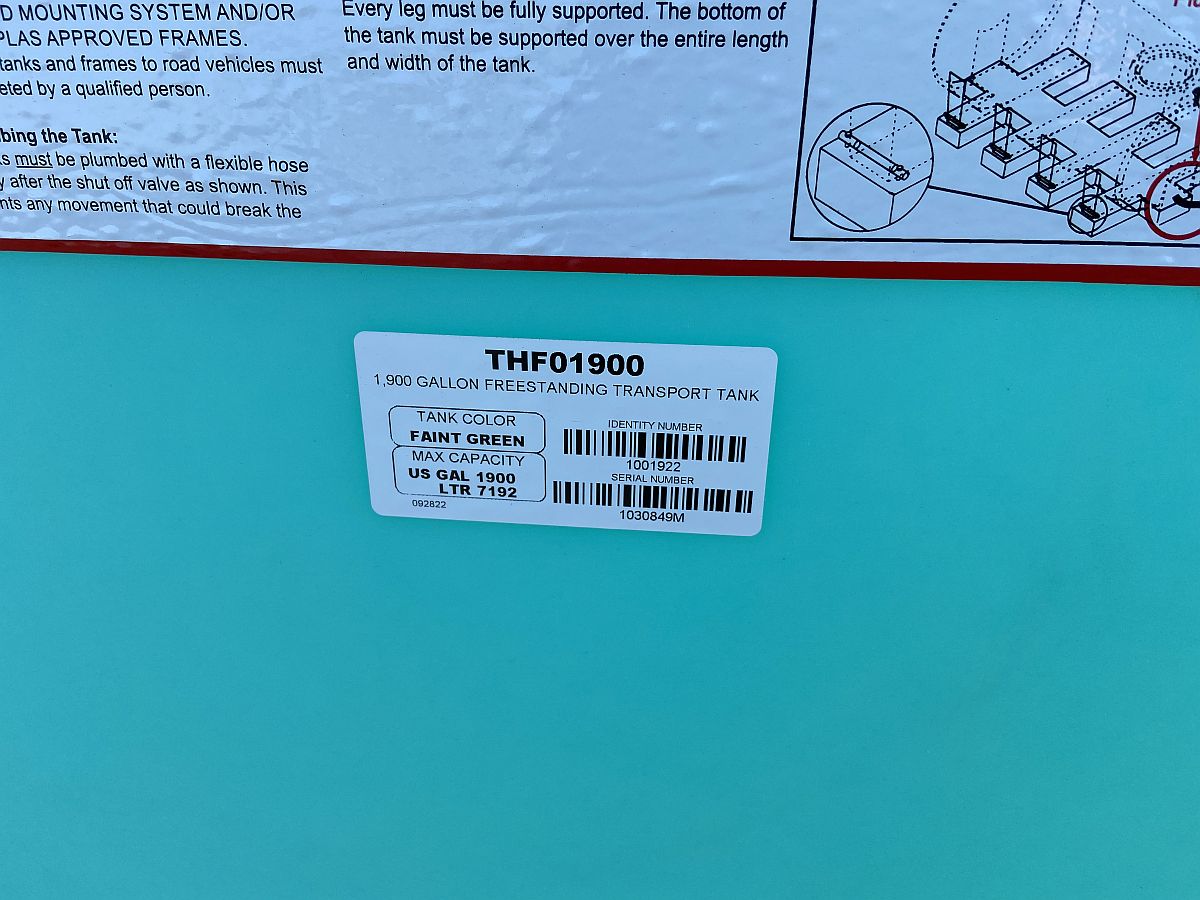 D MOUNTING SYSTEM AND/OR
PLAS APPROVED FRAMES.
tanks and frames to road vehicles must
eted by a qualified person.
bing the Tank:
ks must be plumbed with a flexible hose
y after the shut off valve as shown. This
nts any movement that could break the
Every leg must be fully supported. The bottom of
the tank must be supported over the entire length
and width of the tank.
THF01900
1,900 GALLON FREESTANDING TRANSPORT TANK
TANK COLOR
FAINT GREEN
MAX CAPACITY
US GAL 1900
LTR 7192
092822
IDENTITY NUMBER
1001922
SERIAL NUMBER
1030849M